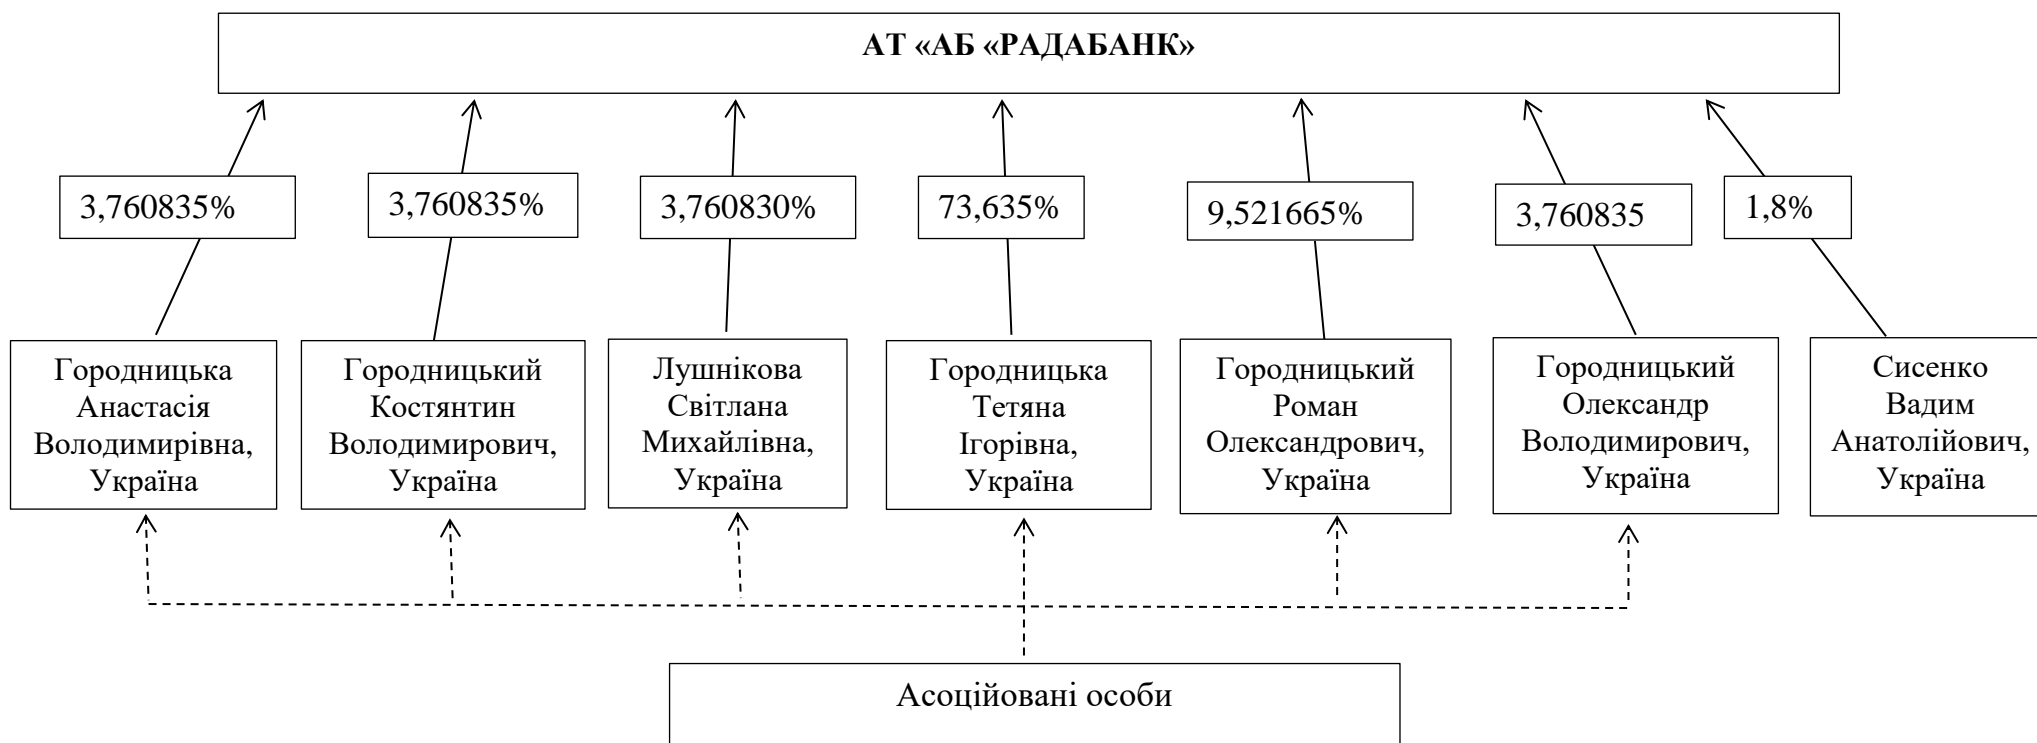 АТ «АБ «РАДАБАНК»
3,760835%
3,760835%
3,760830%
73,635%
9,521665%
3,760835
1,8%
Городницька
Анастасія
Володимирівна,
Україна
Городницький
Костянтин
Володимирович,
Україна
Лушнікова
Світлана
Михайлівна,
Україна
Городницька
Тетяна
Ігорівна,
Україна
Городницький
Роман
Олександрович,
Україна
Городницький
Олександр
Володимирович,
Україна
Сисенко
Вадим
Анатолійович,
Україна
Асоційовані особи